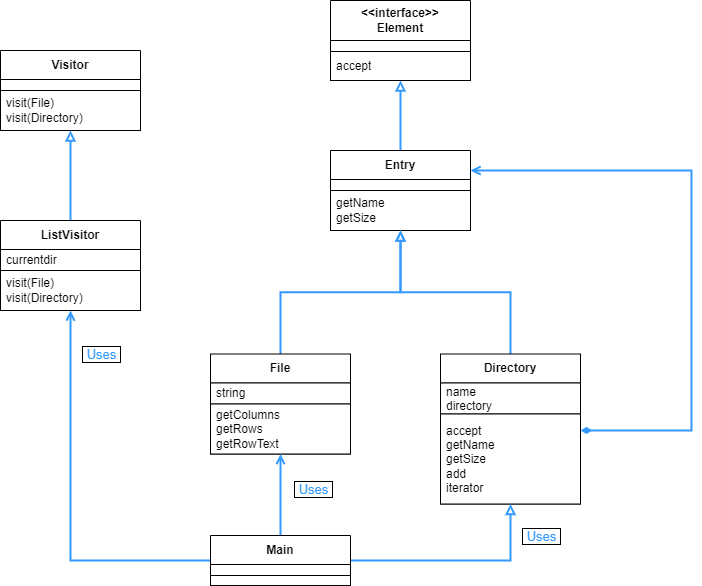 <<interface>>
Element
accept
Visitor
visit(File)
visit(Directory)
Entry
getName
getSize
ListVisitor
currentdir
visit(File)
visit(Directory)
Uses
File
string
getColumns
getRows
getRowText
Directory
name
directory
accept
getName
getSize
add
iterator
Uses
Uses
Main